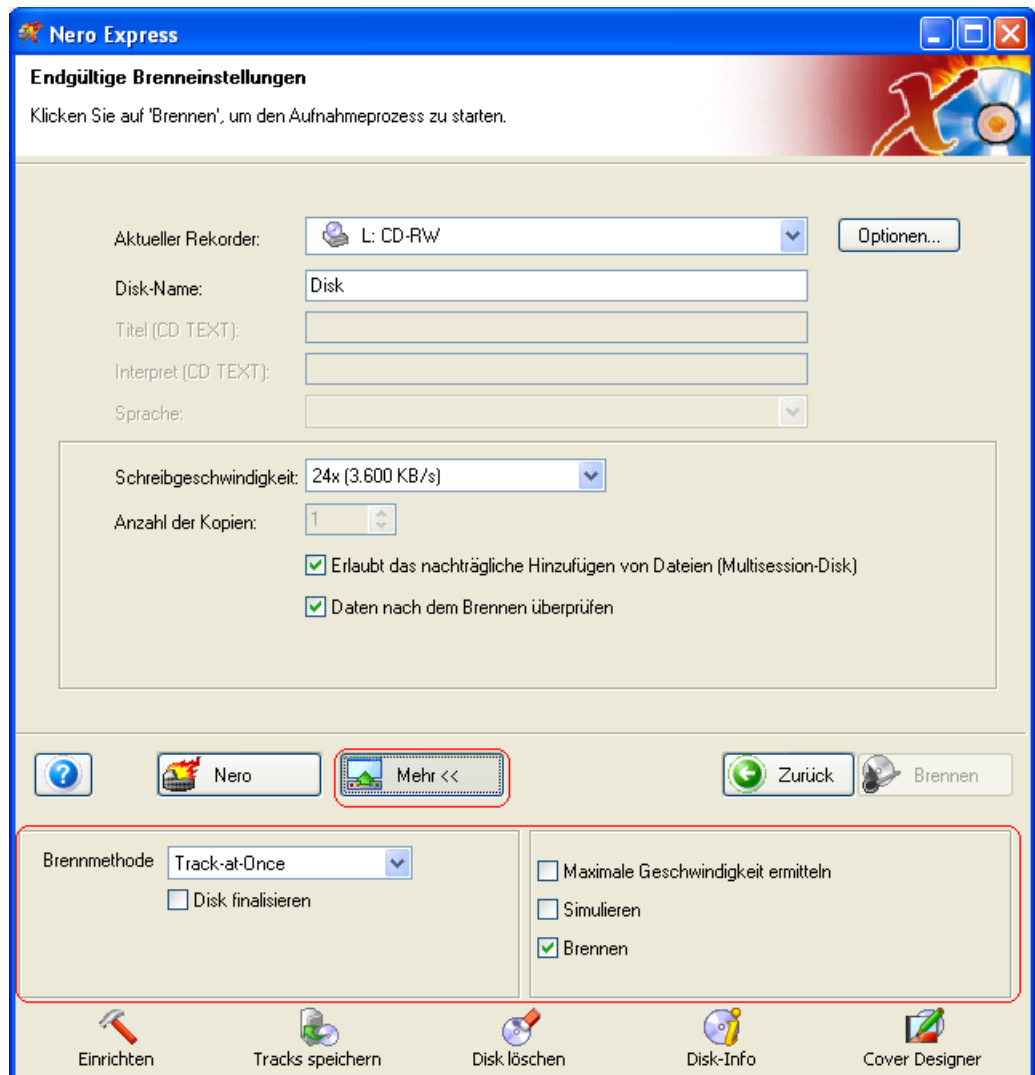 Nero Express
Endgültige Brenneinstellungen
Klicken Sie auf 'Brennen', um den Aufnahmeprozess zu starten.
Aktueller Rekorder: L: CD-RW Optionen...
Disk-Name: Disk
Titel (CD TEXT):
Interpret (CD TEXT):
Sprache:
Schreibgeschwindigkeit: 24x (3.600 KB/s)
Anzahl der Kopien: 1
Erlaubt das nachträgliche Hinzufügen von Dateien (Multisession-Disk)
Daten nach dem Brennen überprüfen
Nero Mehr << Zurück Brennen
Brennmethode Track-at-Once
Disk finalisieren
Maximale Geschwindigkeit ermitteln
Simulieren
Brennen
Einrichten Tracks speichern Disk löschen Disk-Info Cover Designer